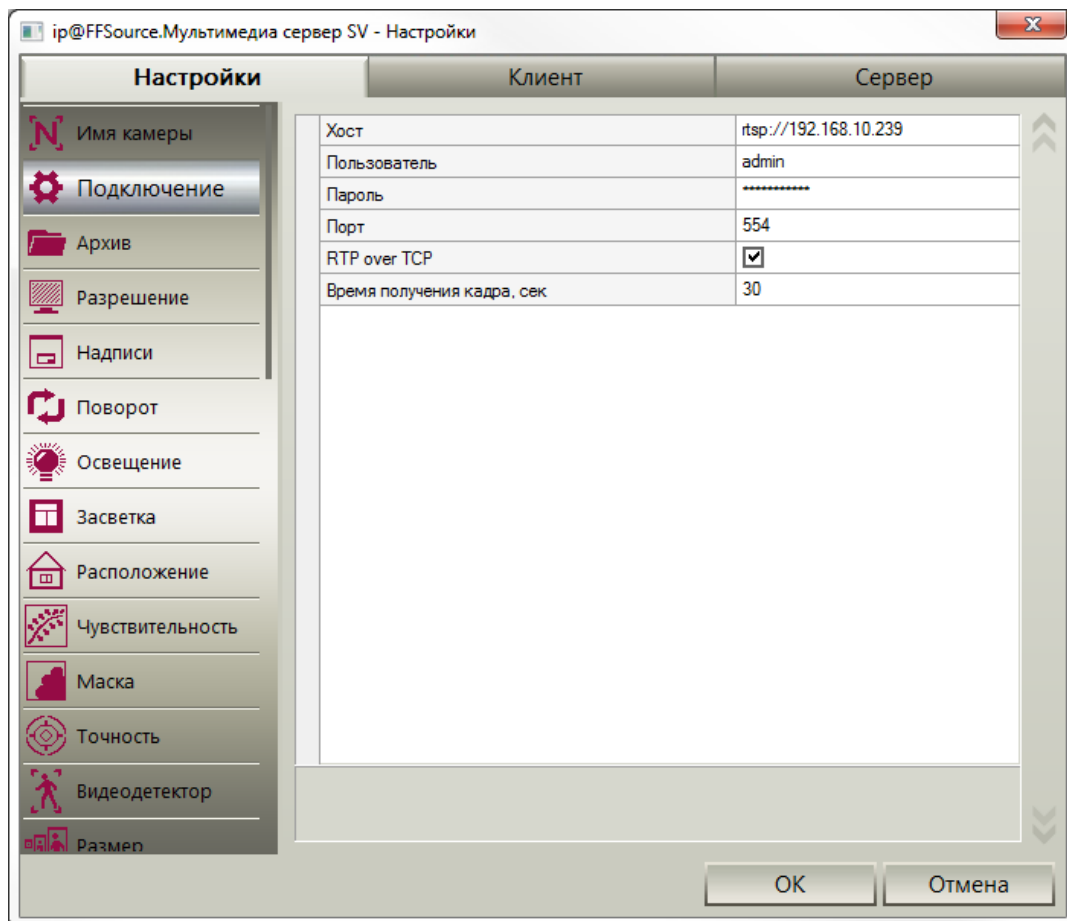 ip@FFSource.Мультимедиа сервер SV - Настройки
Настройки Клиент Сервер
Имя камеры
Подключение
Архив
Разрешение
Надписи
Поворот
Освещение
Засветка
Расположение
Чувствительность
Маска
Точность
Видеодетектор
Размер
Хост rtsp://192.168.10.239
Пользователь admin
Пароль ***********
Порт 554
RTP over TCP
Время получения кадра, сек 30
ОК Отмена